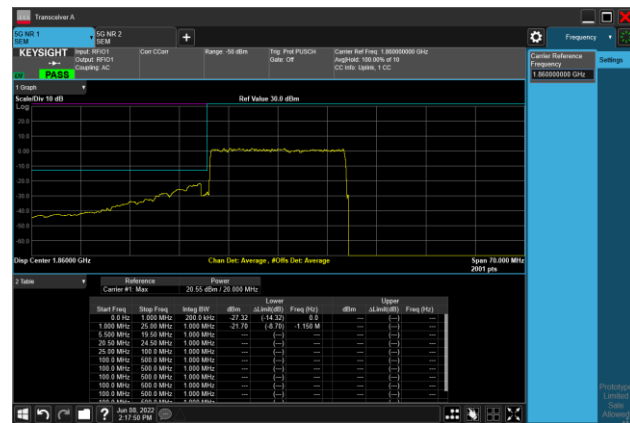 Transceiver A
5G NR 1
SEM
5G NR 2
SEM
Frequency
KEYSIGHT
Input: RFIO1
Output: RFIO1
Coupling: AC
Corr CCorr
Range: -50 dBm
Trig: Prot PUSCH
Gate: Off
Carrier Ref Freq: 1.860000000 GHz
Avg|Hold: 100.00% of 10
CC Info: Uplink, 1 CC
PASS
Carrier Reference
Frequency
1.860000000 GHz
Settings
1 Graph
Scale/Div 10 dB
Ref Value 30.0 dBm
Log
20.0
10.0
0.00
-10.0
-20.0
-30.0
-40.0
-50.0
-60.0
Disp Center 1.86000 GHz
Chan Det: Average , #Offs Det: Average
Span 70.000 MHz
2001 pts
2 Table
Reference Power
Carrier #1: Max 20.55 dBm / 20.000 MHz
Lower Upper
Start Freq Stop Freq Integ BW dBm ΔLimit(dB) Freq (Hz) dBm ΔLimit(dB) Freq (Hz)
0.0 Hz 1.000 MHz 200.0 kHz -27.32 (-14.32) 0.0 --- (---) ---
1.000 MHz 25.00 MHz 1.000 MHz -21.70 (-8.70) -1.150 M --- (---) ---
5.500 MHz 19.50 MHz 1.000 MHz --- (---) --- --- (---) ---
20.50 MHz 24.50 MHz 1.000 MHz --- (---) --- --- (---) ---
25.00 MHz 100.0 MHz 1.000 MHz --- (---) --- --- (---) ---
100.0 MHz 500.0 MHz 1.000 MHz --- (---) --- --- (---) ---
100.0 MHz 500.0 MHz 1.000 MHz --- (---) --- --- (---) ---
100.0 MHz 500.0 MHz 1.000 MHz --- (---) --- --- (---) ---
100.0 MHz 500.0 MHz 1.000 MHz --- (---) --- --- (---) ---
100.0 MHz 500.0 MHz 1.000 MHz
Prototype
Limited
Sale
Allowed
Jun 08, 2022
2:17:50 PM